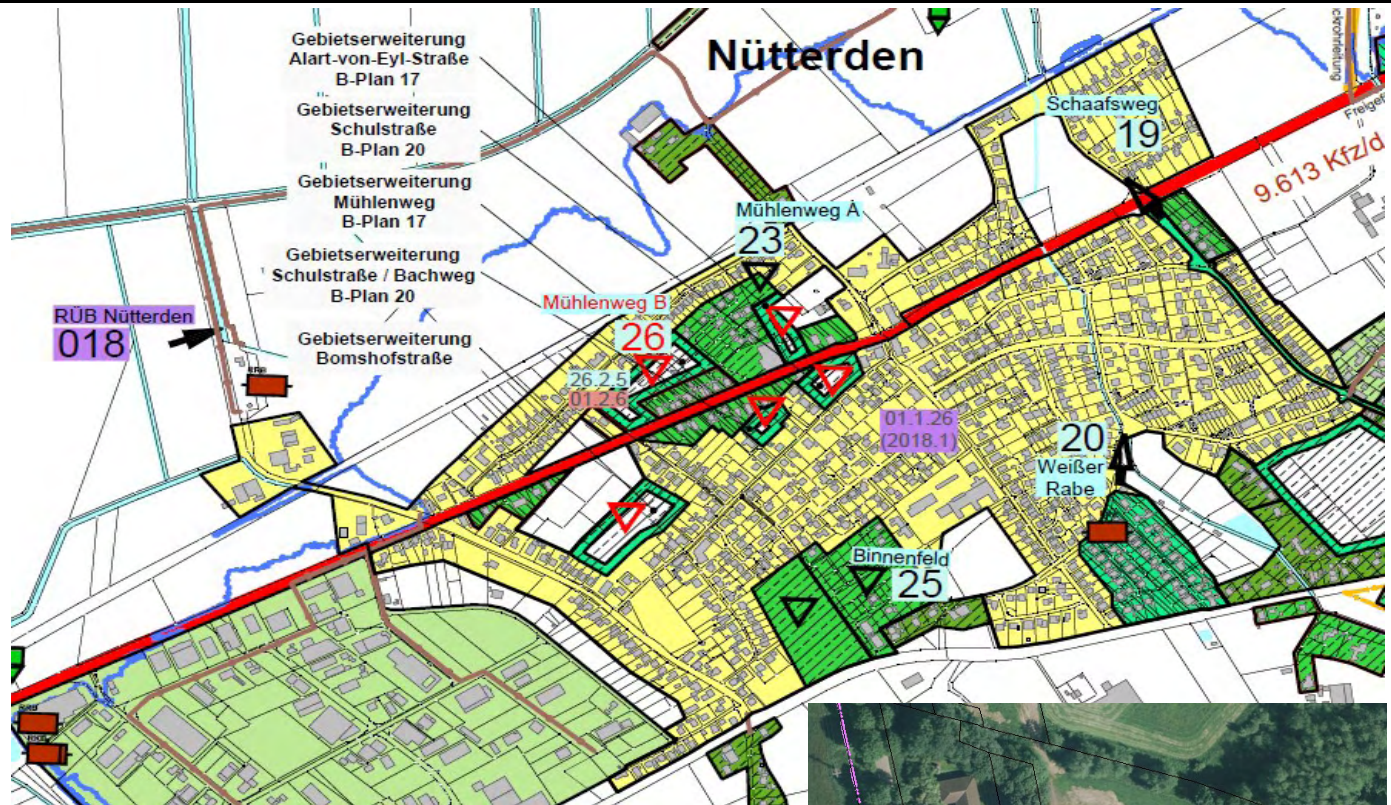 Gebietserweiterung
Alart-von-Eyl-Straße
B-Plan 17
Gebietserweiterung
Schulstraße
B-Plan 20
Gebietserweiterung
Mühlenweg
B-Plan 17
Gebietserweiterung
Schulstraße / Bachweg
B-Plan 20
Gebietserweiterung
Bomshofstraße
Nütterden
Schaafsweg
19
9.613 Kfz/d
Mühlenweg A
23
Mühlenweg B
26
26.2.5
01.2.6
RÜB Nütterden
018
01.1.26
(2018.1)
20
Weißer
Rabe
Binnenfeld
25
RRB